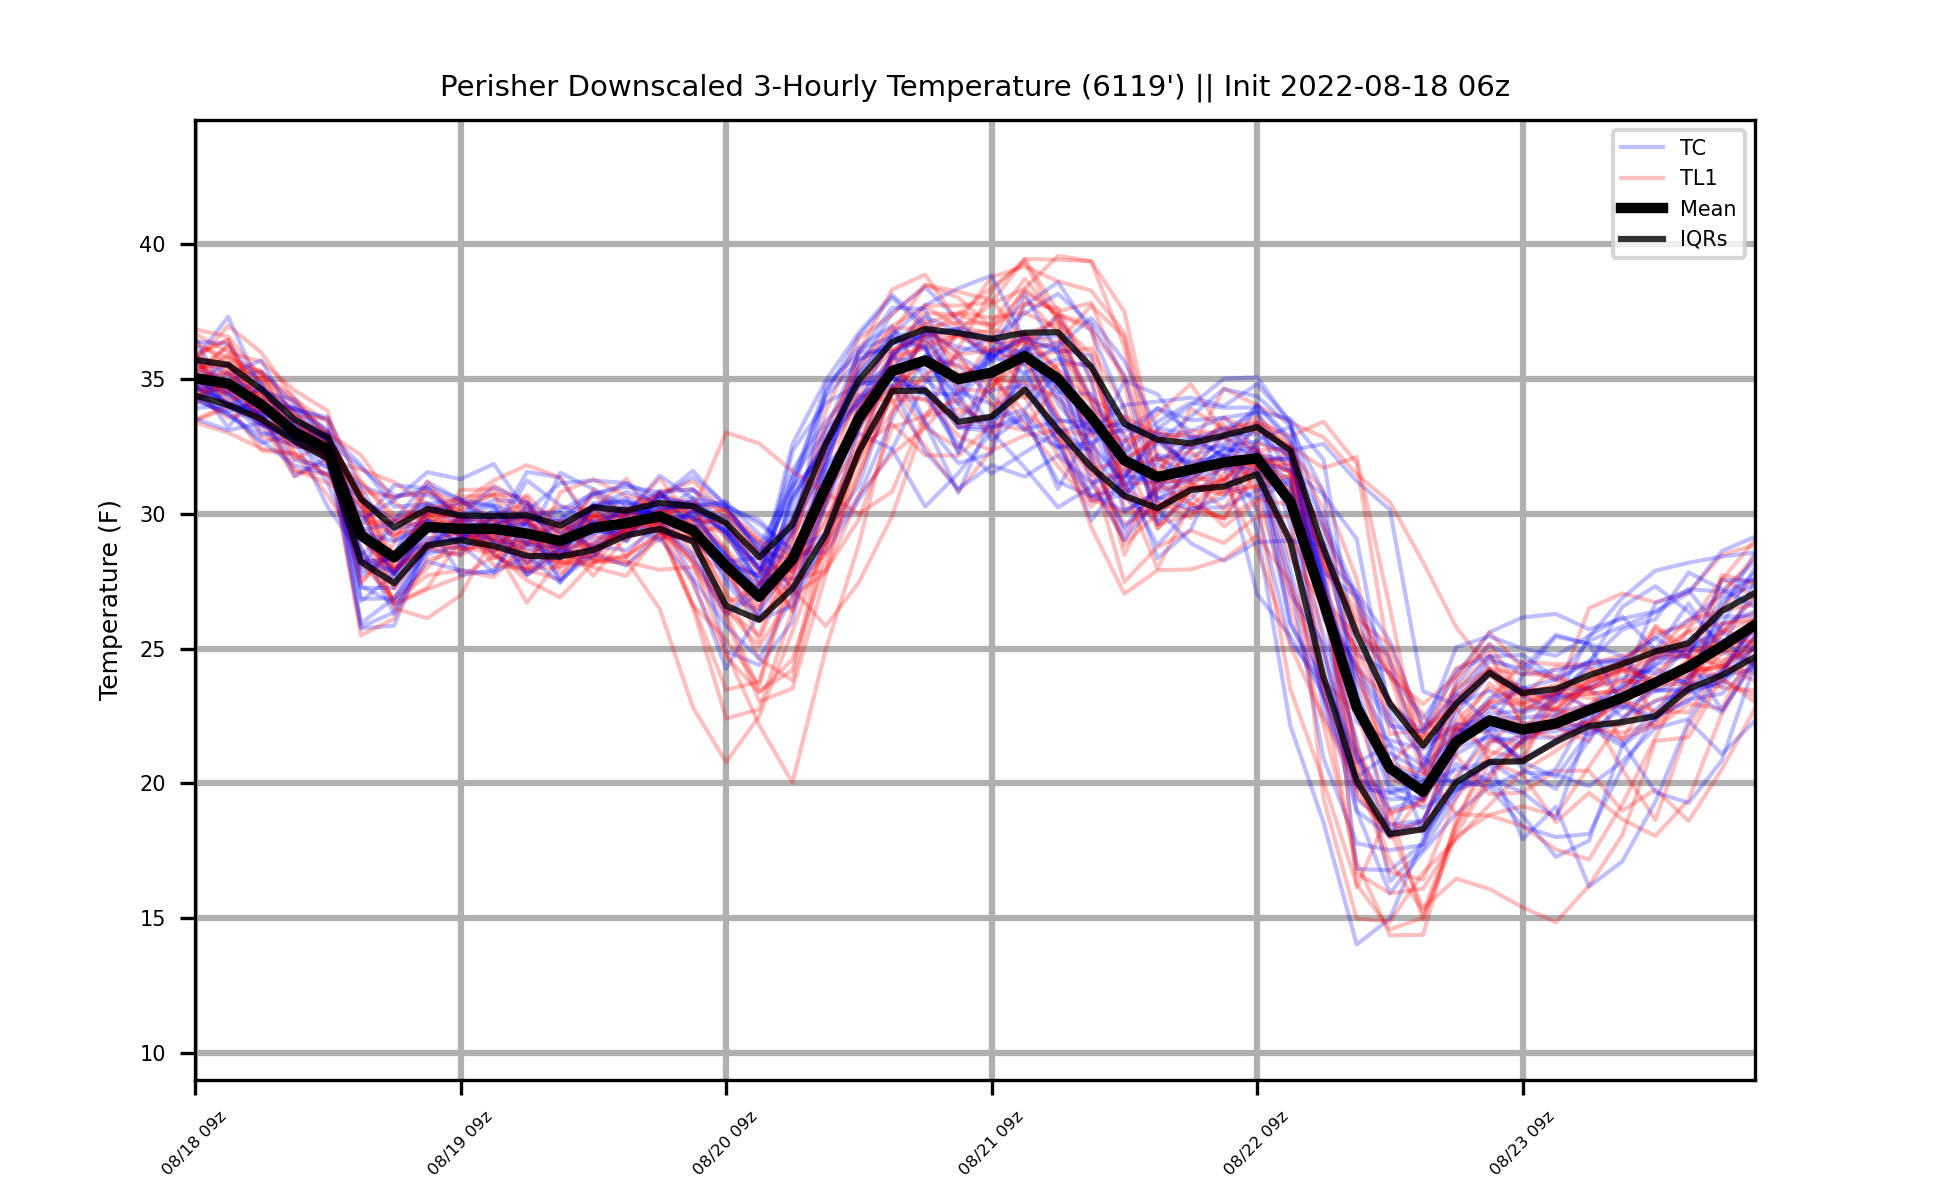 Perisher Downscaled 3-Hourly Temperature (6119') || Init 2022-08-18 06z
TC
TL1
Mean
IQRs
Temperature (F)
40
35
30
25
20
15
10
08/18 09z
08/19 09z
08/20 09z
08/21 09z
08/22 09z
08/23 09z